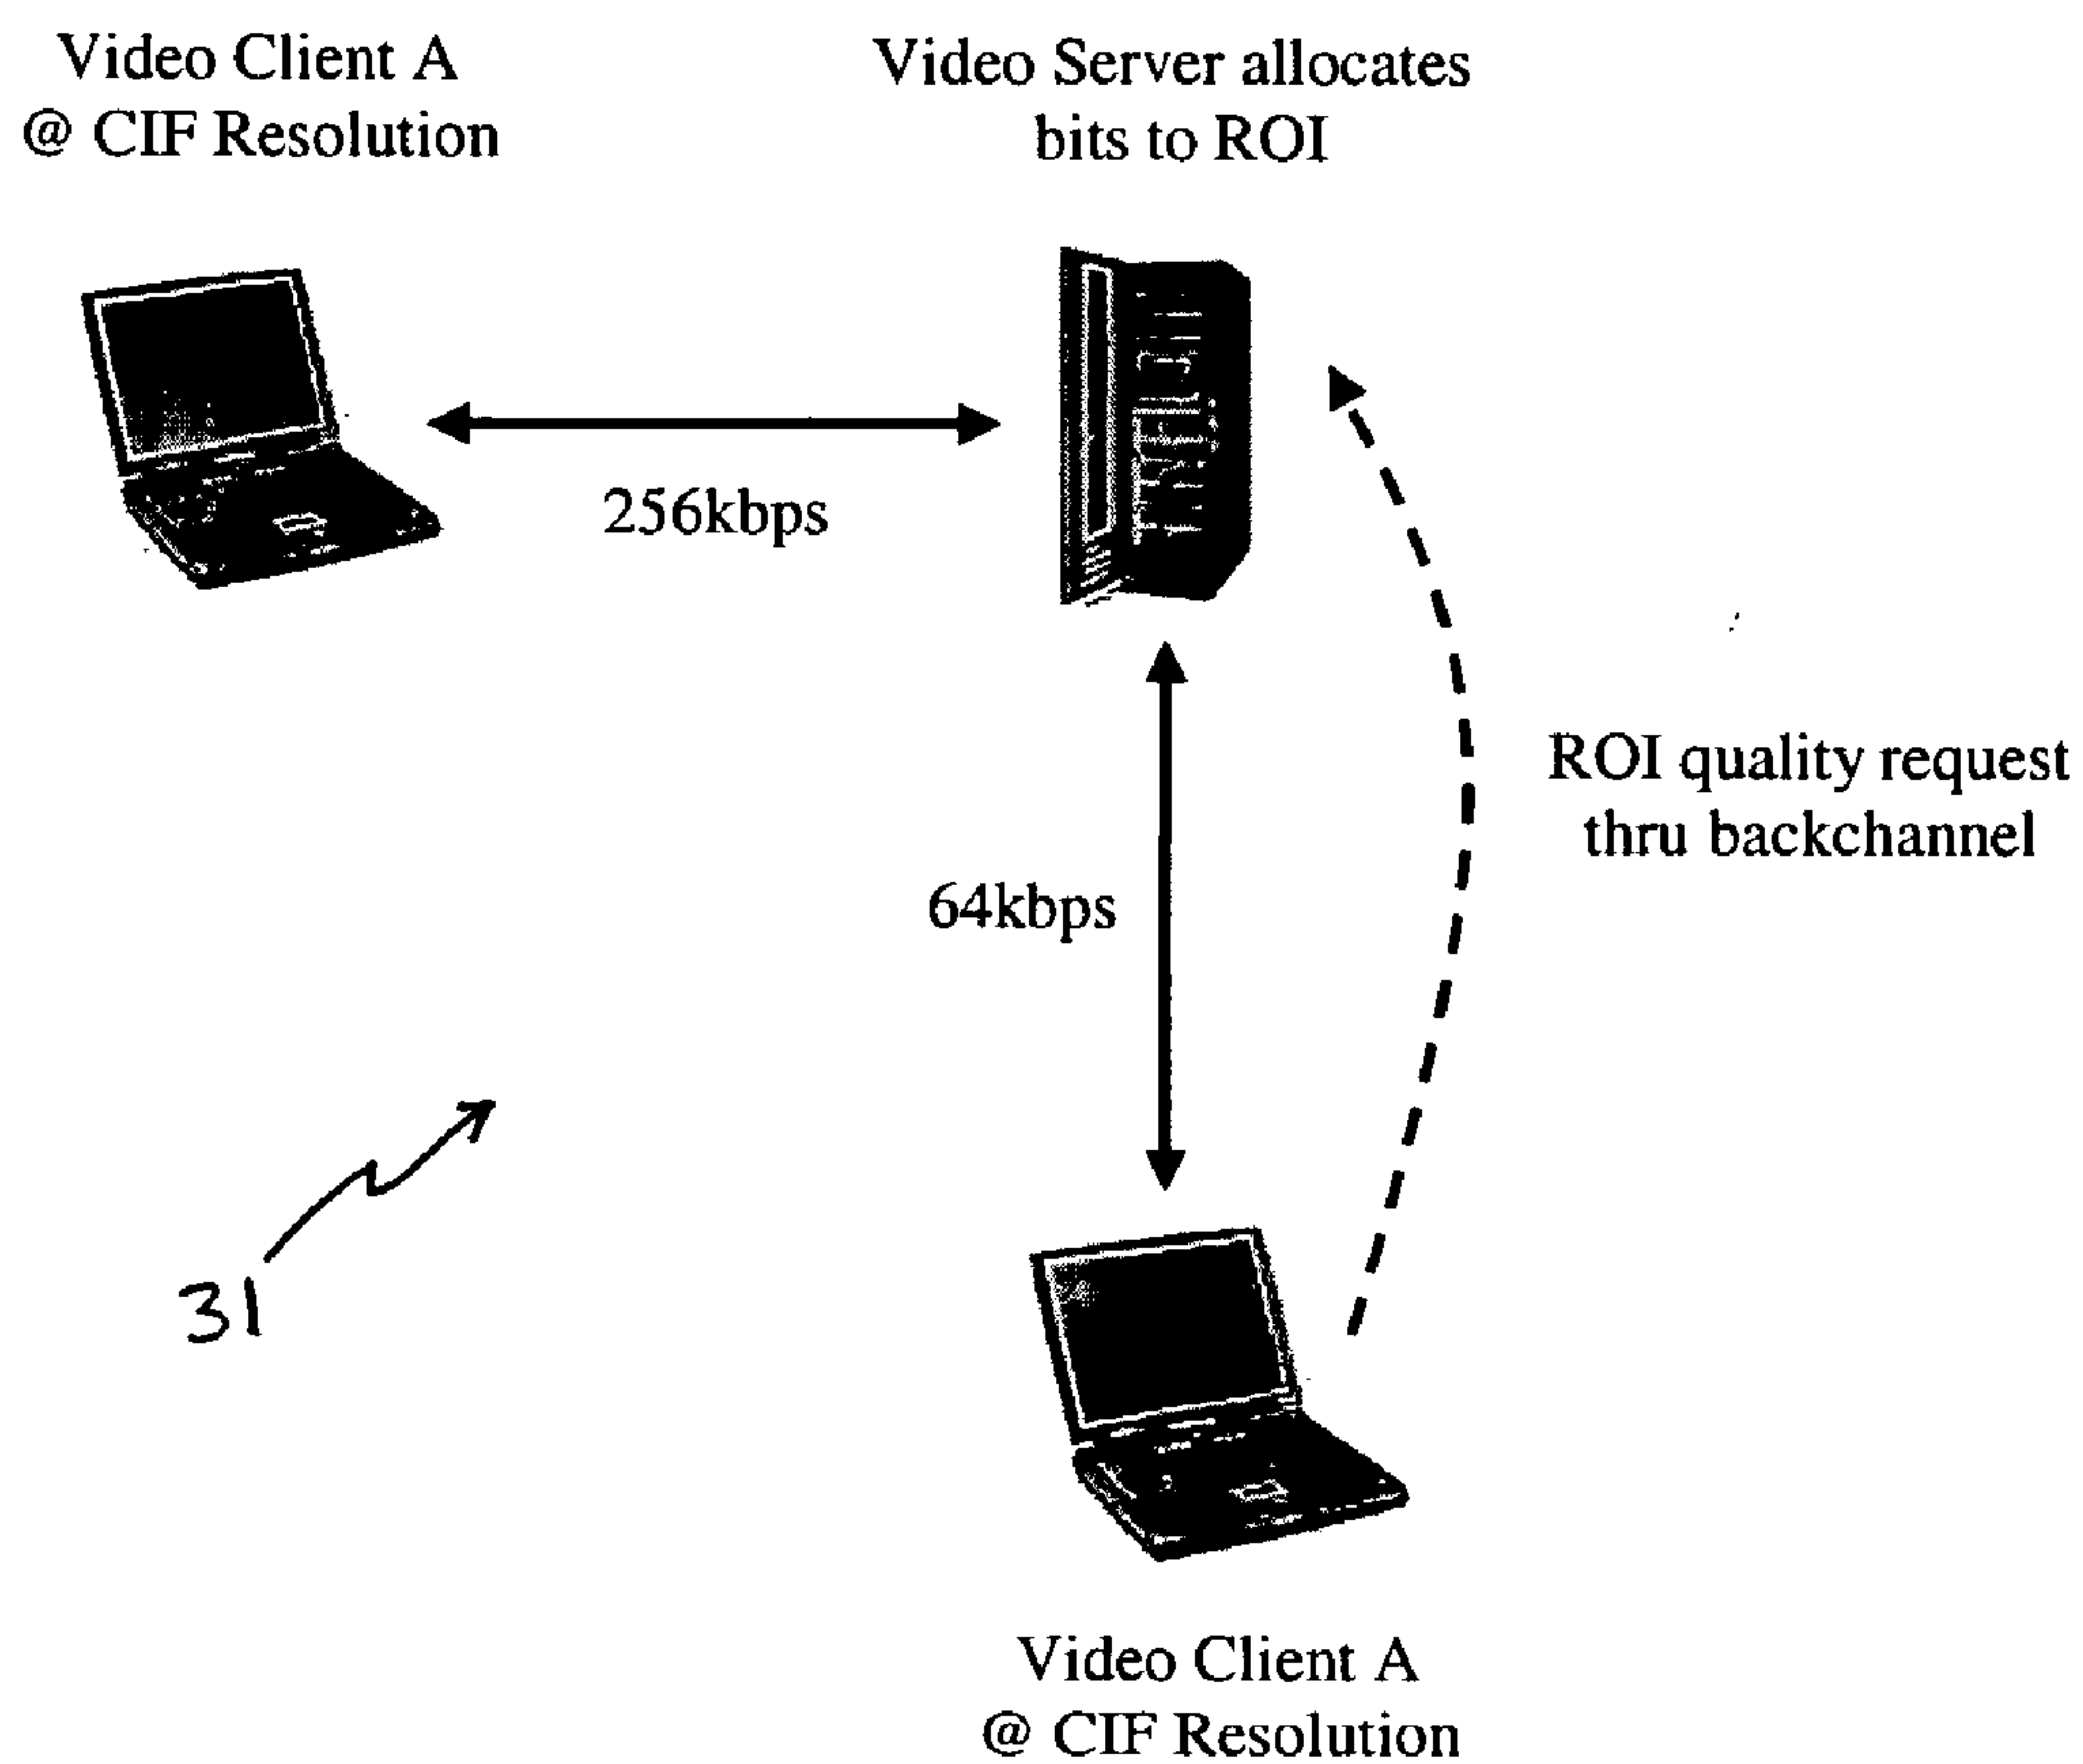 Video Client A
@ CIF Resolution
Video Server allocates
bits to ROI
256kbps
ROI quality request
thru backchannel
64kbps
31
Video Client A
@ CIF Resolution